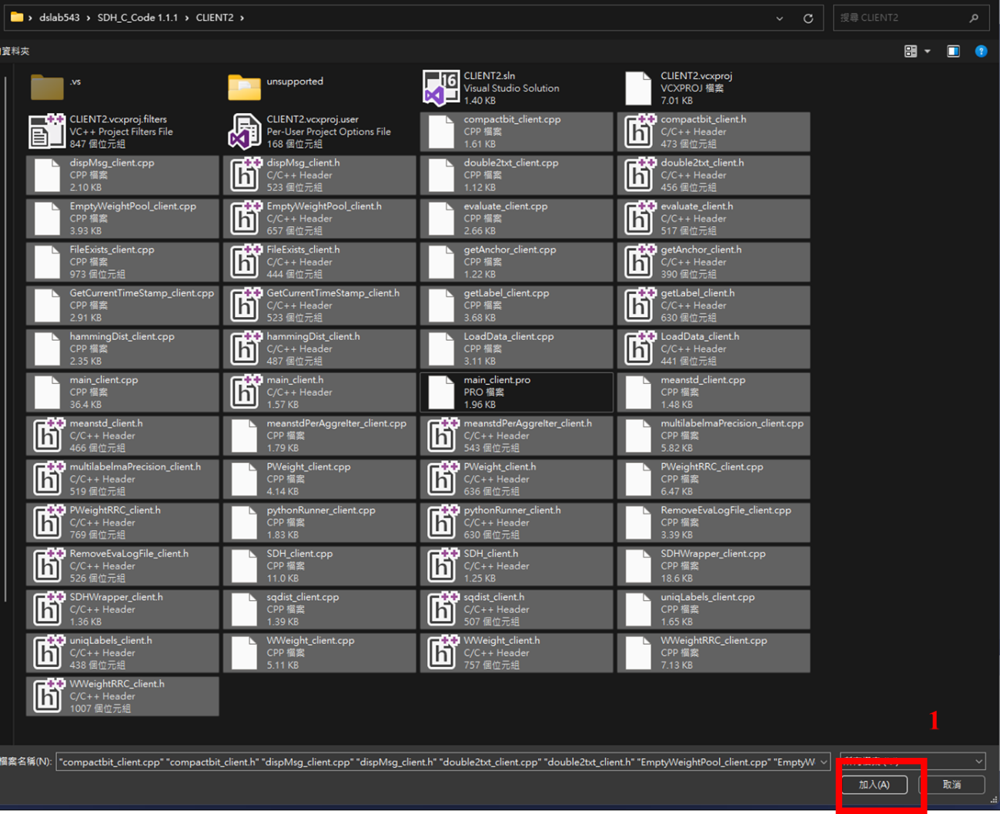 dslab543 › SDH_C_Code 1.1.1 › CLIENT2 ›
搜尋 CLIENT2
資料夾
.vs
unsupported
CLIENT2.sln
Visual Studio Solution
1.40 KB
CLIENT2.vcxproj
VCXPROJ 檔案
7.01 KB
CLIENT2.vcxproj.filters
VC++ Project Filters File
847 個位元組
CLIENT2.vcxproj.user
Per-User Project Options File
168 個位元組
compactbit_client.cpp
CPP 檔案
1.61 KB
compactbit_client.h
C/C++ Header
473 個位元組
dispMsg_client.cpp
CPP 檔案
2.10 KB
dispMsg_client.h
C/C++ Header
523 個位元組
double2txt_client.cpp
CPP 檔案
1.12 KB
double2txt_client.h
C/C++ Header
456 個位元組
EmptyWeightPool_client.cpp
CPP 檔案
3.93 KB
EmptyWeightPool_client.h
C/C++ Header
657 個位元組
evaluate_client.cpp
CPP 檔案
2.66 KB
evaluate_client.h
C/C++ Header
517 個位元組
FileExists_client.cpp
CPP 檔案
973 個位元組
FileExists_client.h
C/C++ Header
444 個位元組
getAnchor_client.cpp
CPP 檔案
1.22 KB
getAnchor_client.h
C/C++ Header
390 個位元組
GetCurrentTimeStamp_client.cpp
CPP 檔案
2.91 KB
GetCurrentTimeStamp_client.h
C/C++ Header
523 個位元組
getLabel_client.cpp
CPP 檔案
3.68 KB
getLabel_client.h
C/C++ Header
630 個位元組
hammingDist_client.cpp
CPP 檔案
2.35 KB
hammingDist_client.h
C/C++ Header
487 個位元組
LoadData_client.cpp
CPP 檔案
3.11 KB
LoadData_client.h
C/C++ Header
441 個位元組
main_client.cpp
CPP 檔案
36.4 KB
main_client.h
C/C++ Header
1.57 KB
main_client.pro
PRO 檔案
1.96 KB
meanstd_client.cpp
CPP 檔案
1.48 KB
meanstd_client.h
C/C++ Header
466 個位元組
meanstdPerAggreIter_client.cpp
CPP 檔案
1.79 KB
meanstdPerAggreIter_client.h
C/C++ Header
543 個位元組
multilabelmaPrecision_client.cpp
CPP 檔案
5.82 KB
multilabelmaPrecision_client.h
C/C++ Header
519 個位元組
PWeight_client.cpp
CPP 檔案
4.14 KB
PWeight_client.h
C/C++ Header
636 個位元組
PWeightRRC_client.cpp
CPP 檔案
6.47 KB
PWeightRRC_client.h
C/C++ Header
769 個位元組
pythonRunner_client.cpp
CPP 檔案
1.83 KB
pythonRunner_client.h
C/C++ Header
630 個位元組
RemoveEvaLogFile_client.cpp
CPP 檔案
3.39 KB
RemoveEvaLogFile_client.h
C/C++ Header
526 個位元組
SDH_client.cpp
CPP 檔案
11.0 KB
SDH_client.h
C/C++ Header
1.25 KB
SDHWrapper_client.cpp
CPP 檔案
18.6 KB
SDHWrapper_client.h
C/C++ Header
1.36 KB
sqdist_client.cpp
CPP 檔案
1.39 KB
sqdist_client.h
C/C++ Header
507 個位元組
uniqLabels_client.cpp
CPP 檔案
1.65 KB
uniqLabels_client.h
C/C++ Header
438 個位元組
WWeight_client.cpp
CPP 檔案
5.11 KB
WWeight_client.h
C/C++ Header
757 個位元組
WWeightRRC_client.cpp
CPP 檔案
7.13 KB
WWeightRRC_client.h
C/C++ Header
1007 個位元組
1
檔案名稱(N): "compactbit_client.cpp" "compactbit_client.h" "dispMsg_client.cpp" "dispMsg_client.h" "double2txt_client.cpp" "double2txt_client.h" "EmptyWeightPool_client.cpp" "EmptyW
加入(A)
取消